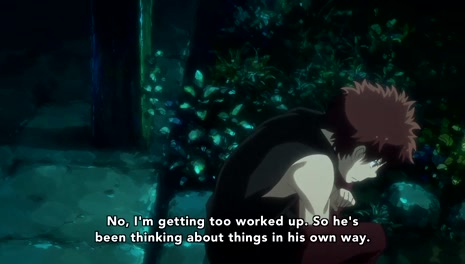 No, I'm getting too worked up. So he's
been thinking about things in his own way.